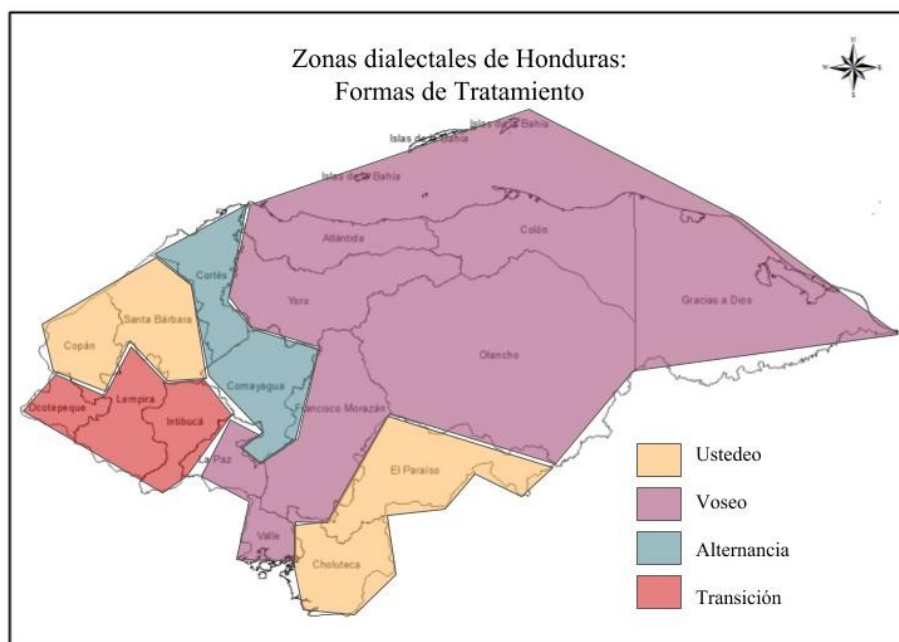 Zonas dialectales de Honduras:
Formas de Tratamiento
N
W
E
S
Islas de la Bahía
Islas de la Bahía
Islas de la Bahía
Atlántida
Colón
Cortés
Yoro
Gracias a Dios
Santa Bárbara
Copán
Olancho
Comayagua
Ocotepeque
Lempira
Francisco Morazán
Intibucá
La Paz
El Paraíso
Valle
Choluteca
Ustedeo
Voseo
Alternancia
Transición